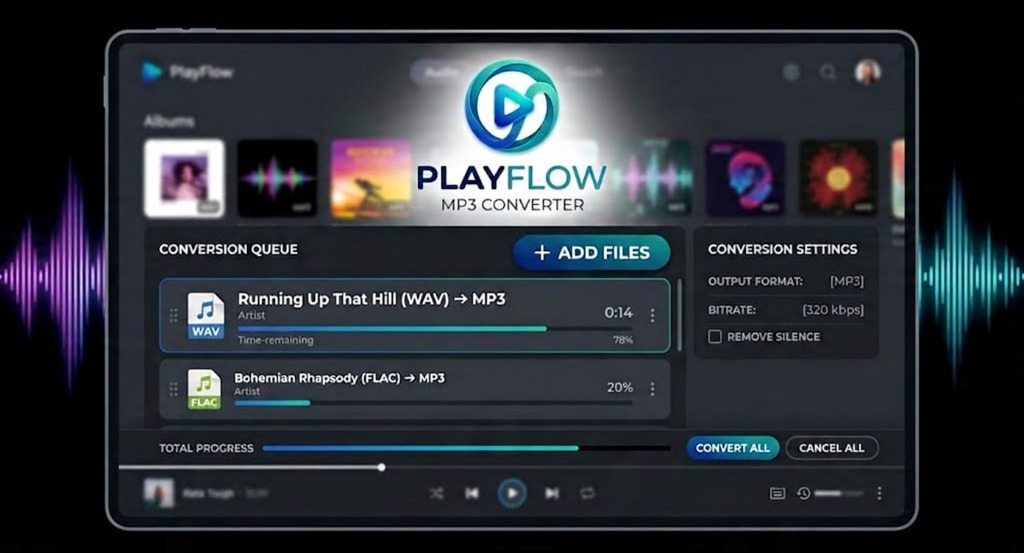 PlayFlow
Audio
Search
Albums
PLAYFLOW
MP3 CONVERTER
CONVERSION QUEUE
+ ADD FILES
WAV
Running Up That Hill (WAV) → MP3
Artist
0:14
Time-remaining
78%
FLAC
Bohemian Rhapsody (FLAC) → MP3
Artist
20%
CONVERSION SETTINGS
OUTPUT FORMAT: [MP3]
BITRATE: [320 kbps]
REMOVE SILENCE
TOTAL PROGRESS
CONVERT ALL
CANCEL ALL